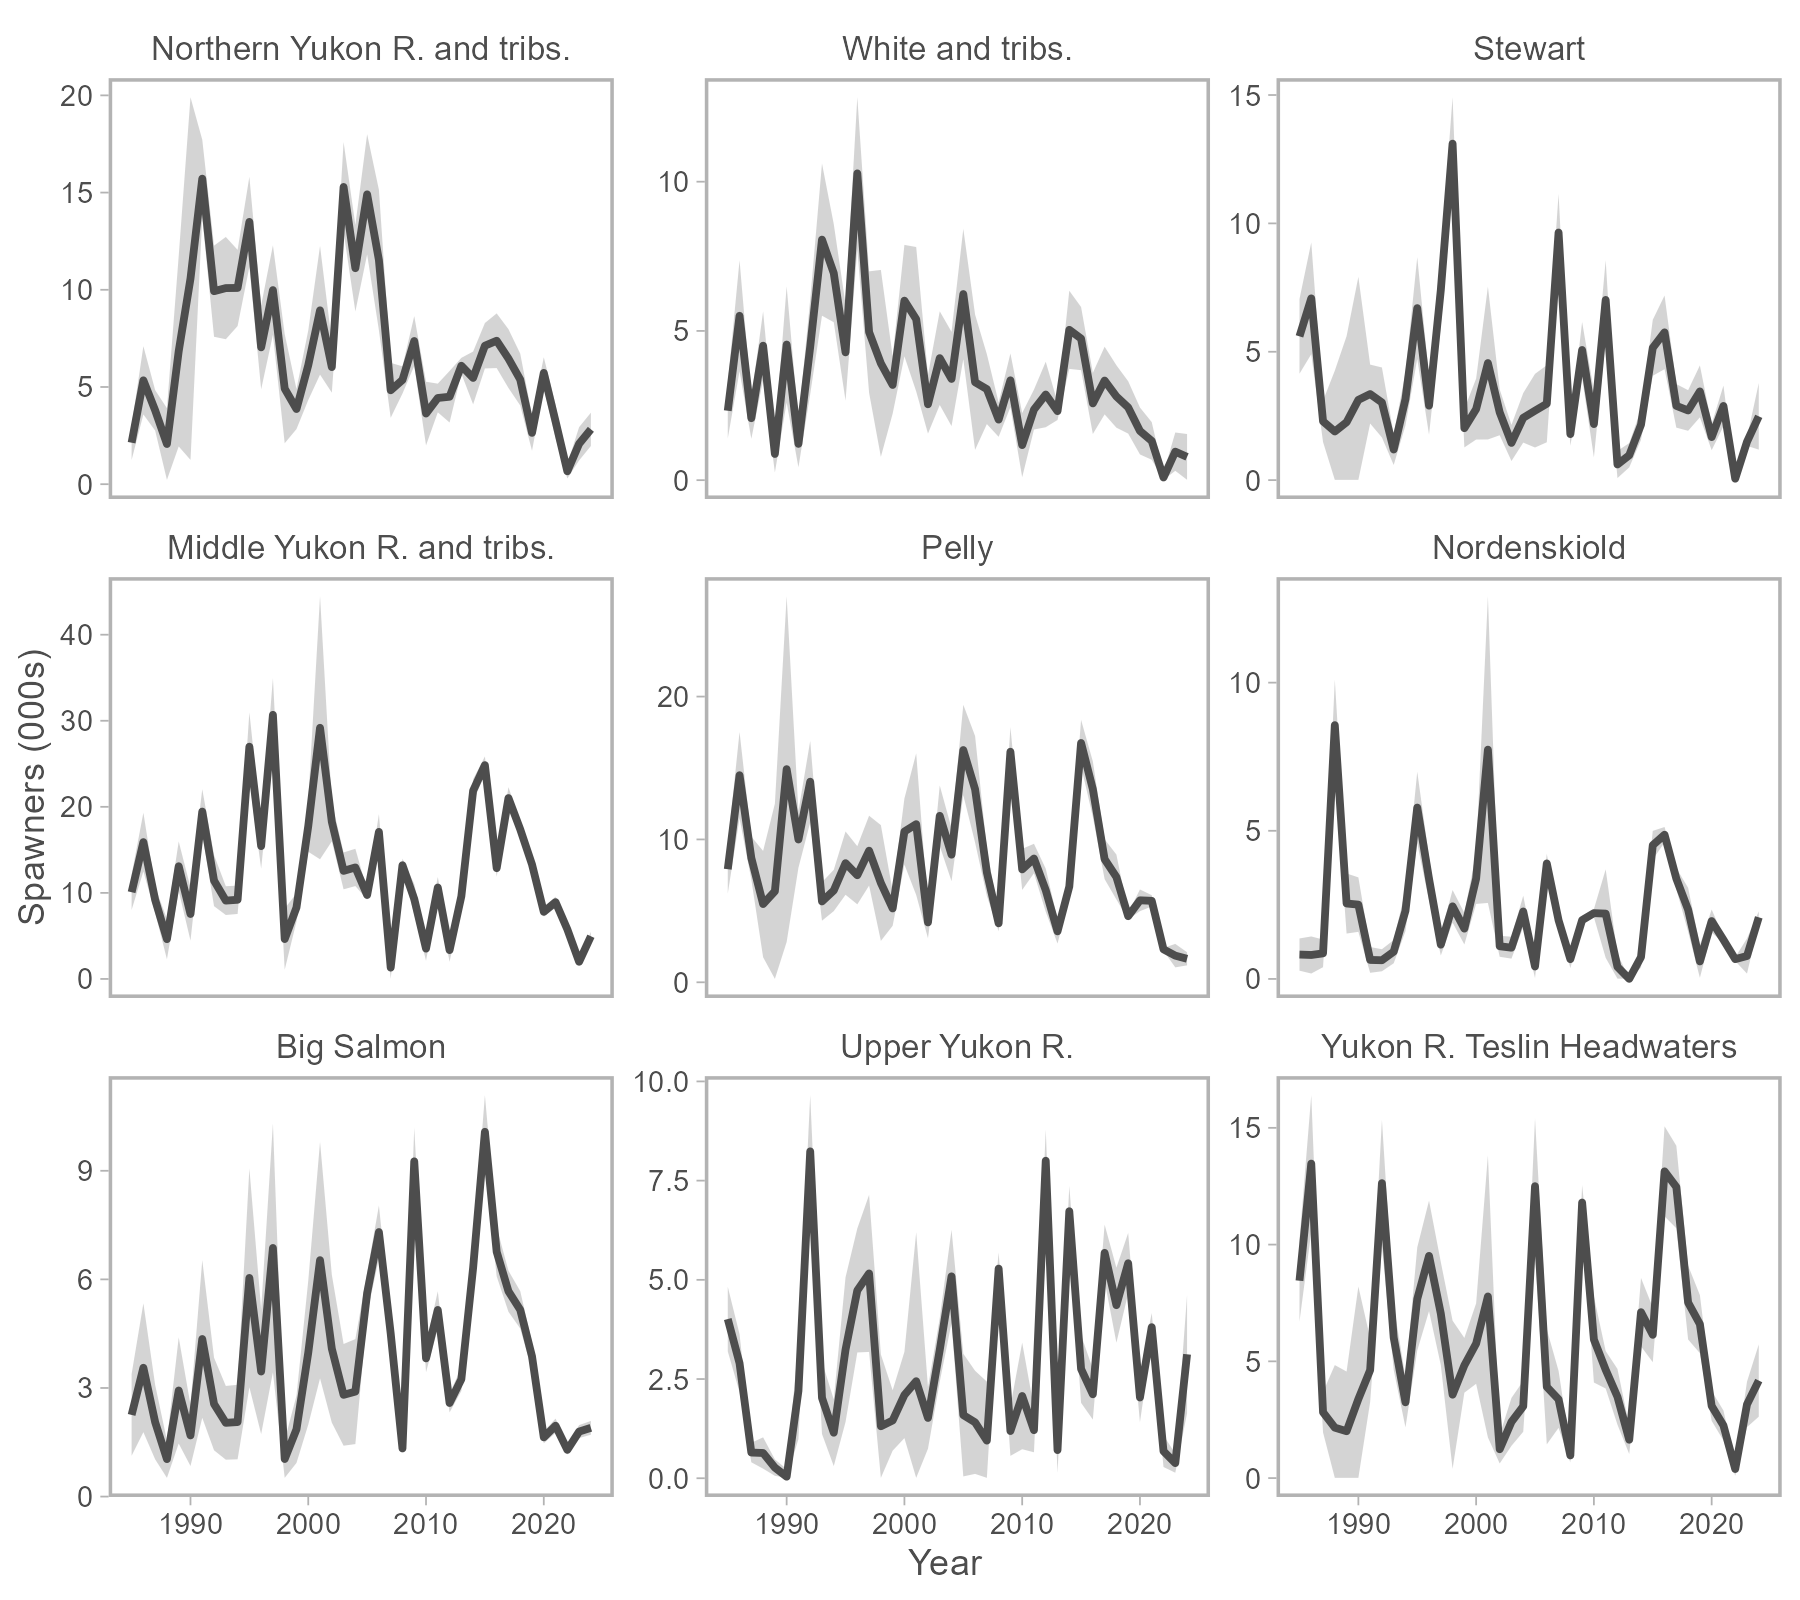 Northern Yukon R. and tribs.
White and tribs.
Stewart
20
15
10
5
0
10
5
0
15
10
5
0
Middle Yukon R. and tribs.
Pelly
Nordenskiold
Spawners (000s)
40
30
20
10
0
20
10
0
10
5
0
Big Salmon
Upper Yukon R.
Yukon R. Teslin Headwaters
9
6
3
0
10.0
7.5
5.0
2.5
0.0
15
10
5
0
1990 2000 2010 2020
1990 2000 2010 2020
1990 2000 2010 2020
Year